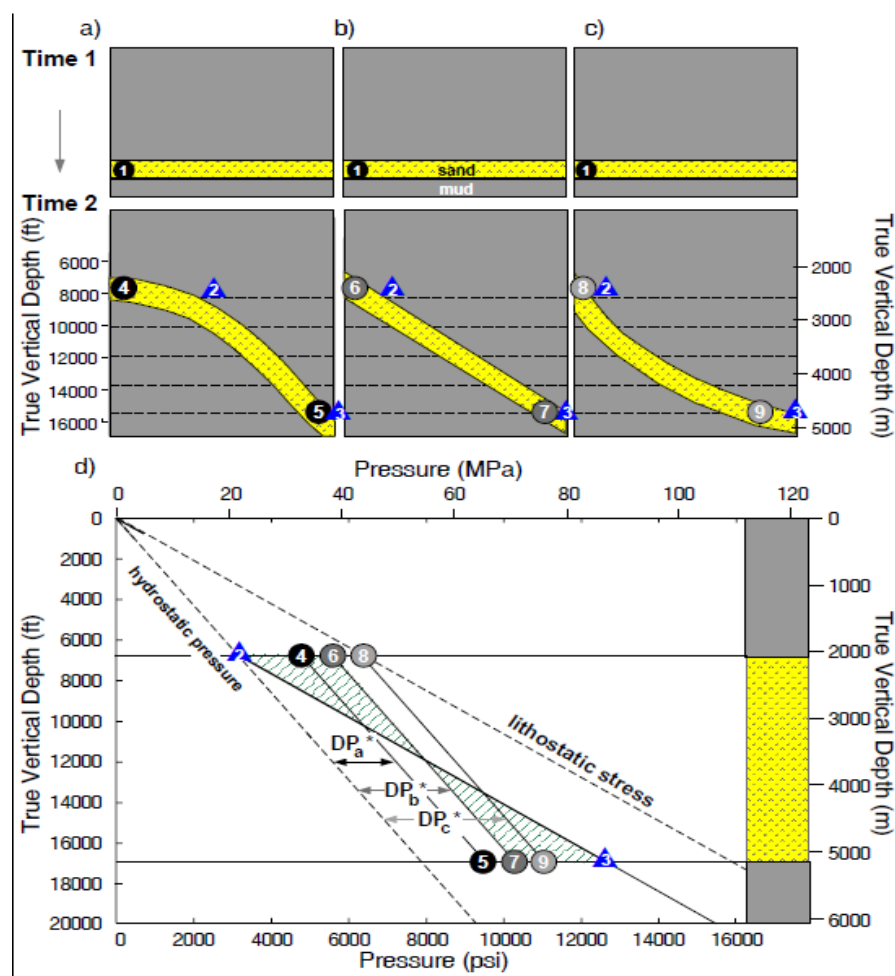 a) b) c)
Time 1
1 1 sand 1
mud
Time 2
True Vertical Depth (ft)
6000
8000
10000
12000
14000
16000
4 2 6 2 8 2
5 3 7 3 9 3
2000
3000
4000
5000
True Vertical Depth (m)
d)
Pressure (MPa)
0 20 40 60 80 100 120
True Vertical Depth (ft)
0
2000
4000
6000
8000
10000
12000
14000
16000
18000
20000
hydrostatic pressure
lithostatic stress
2 4 6 8
DPa*
DPb*
DPc*
5 7 9 3
0
1000
2000
3000
4000
5000
6000
True Vertical Depth (m)
0 2000 4000 6000 8000 10000 12000 14000 16000
Pressure (psi)